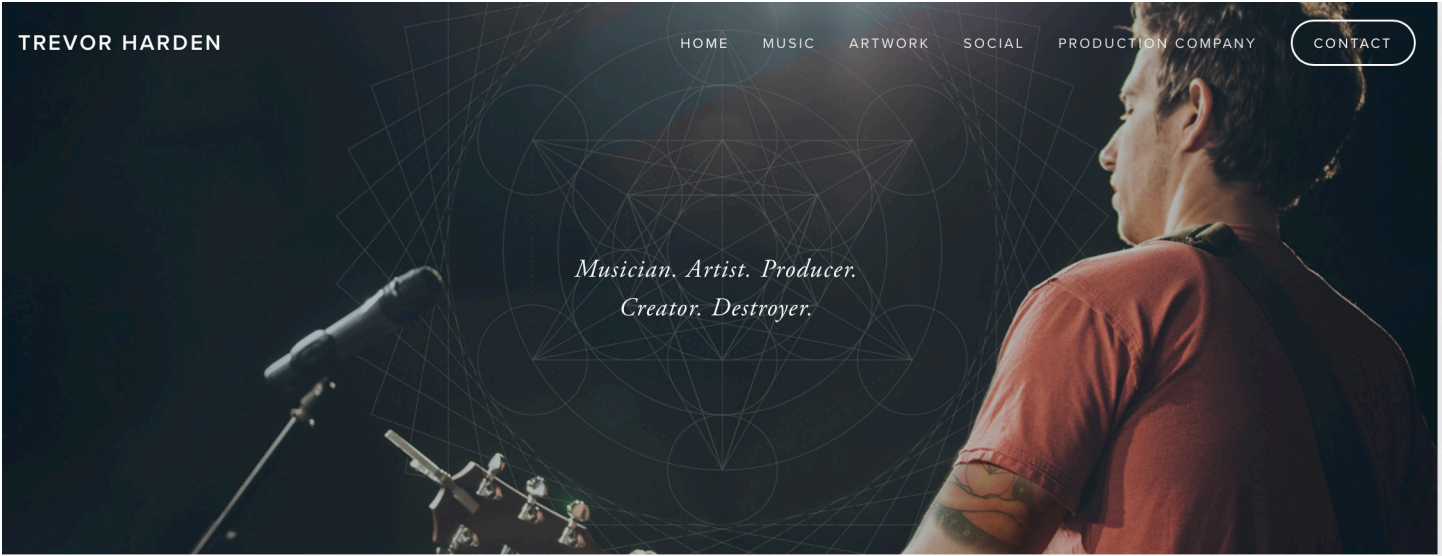 TREVOR HARDEN
HOME MUSIC ARTWORK SOCIAL PRODUCTION COMPANY CONTACT
Musician. Artist. Producer.
Creator. Destroyer.